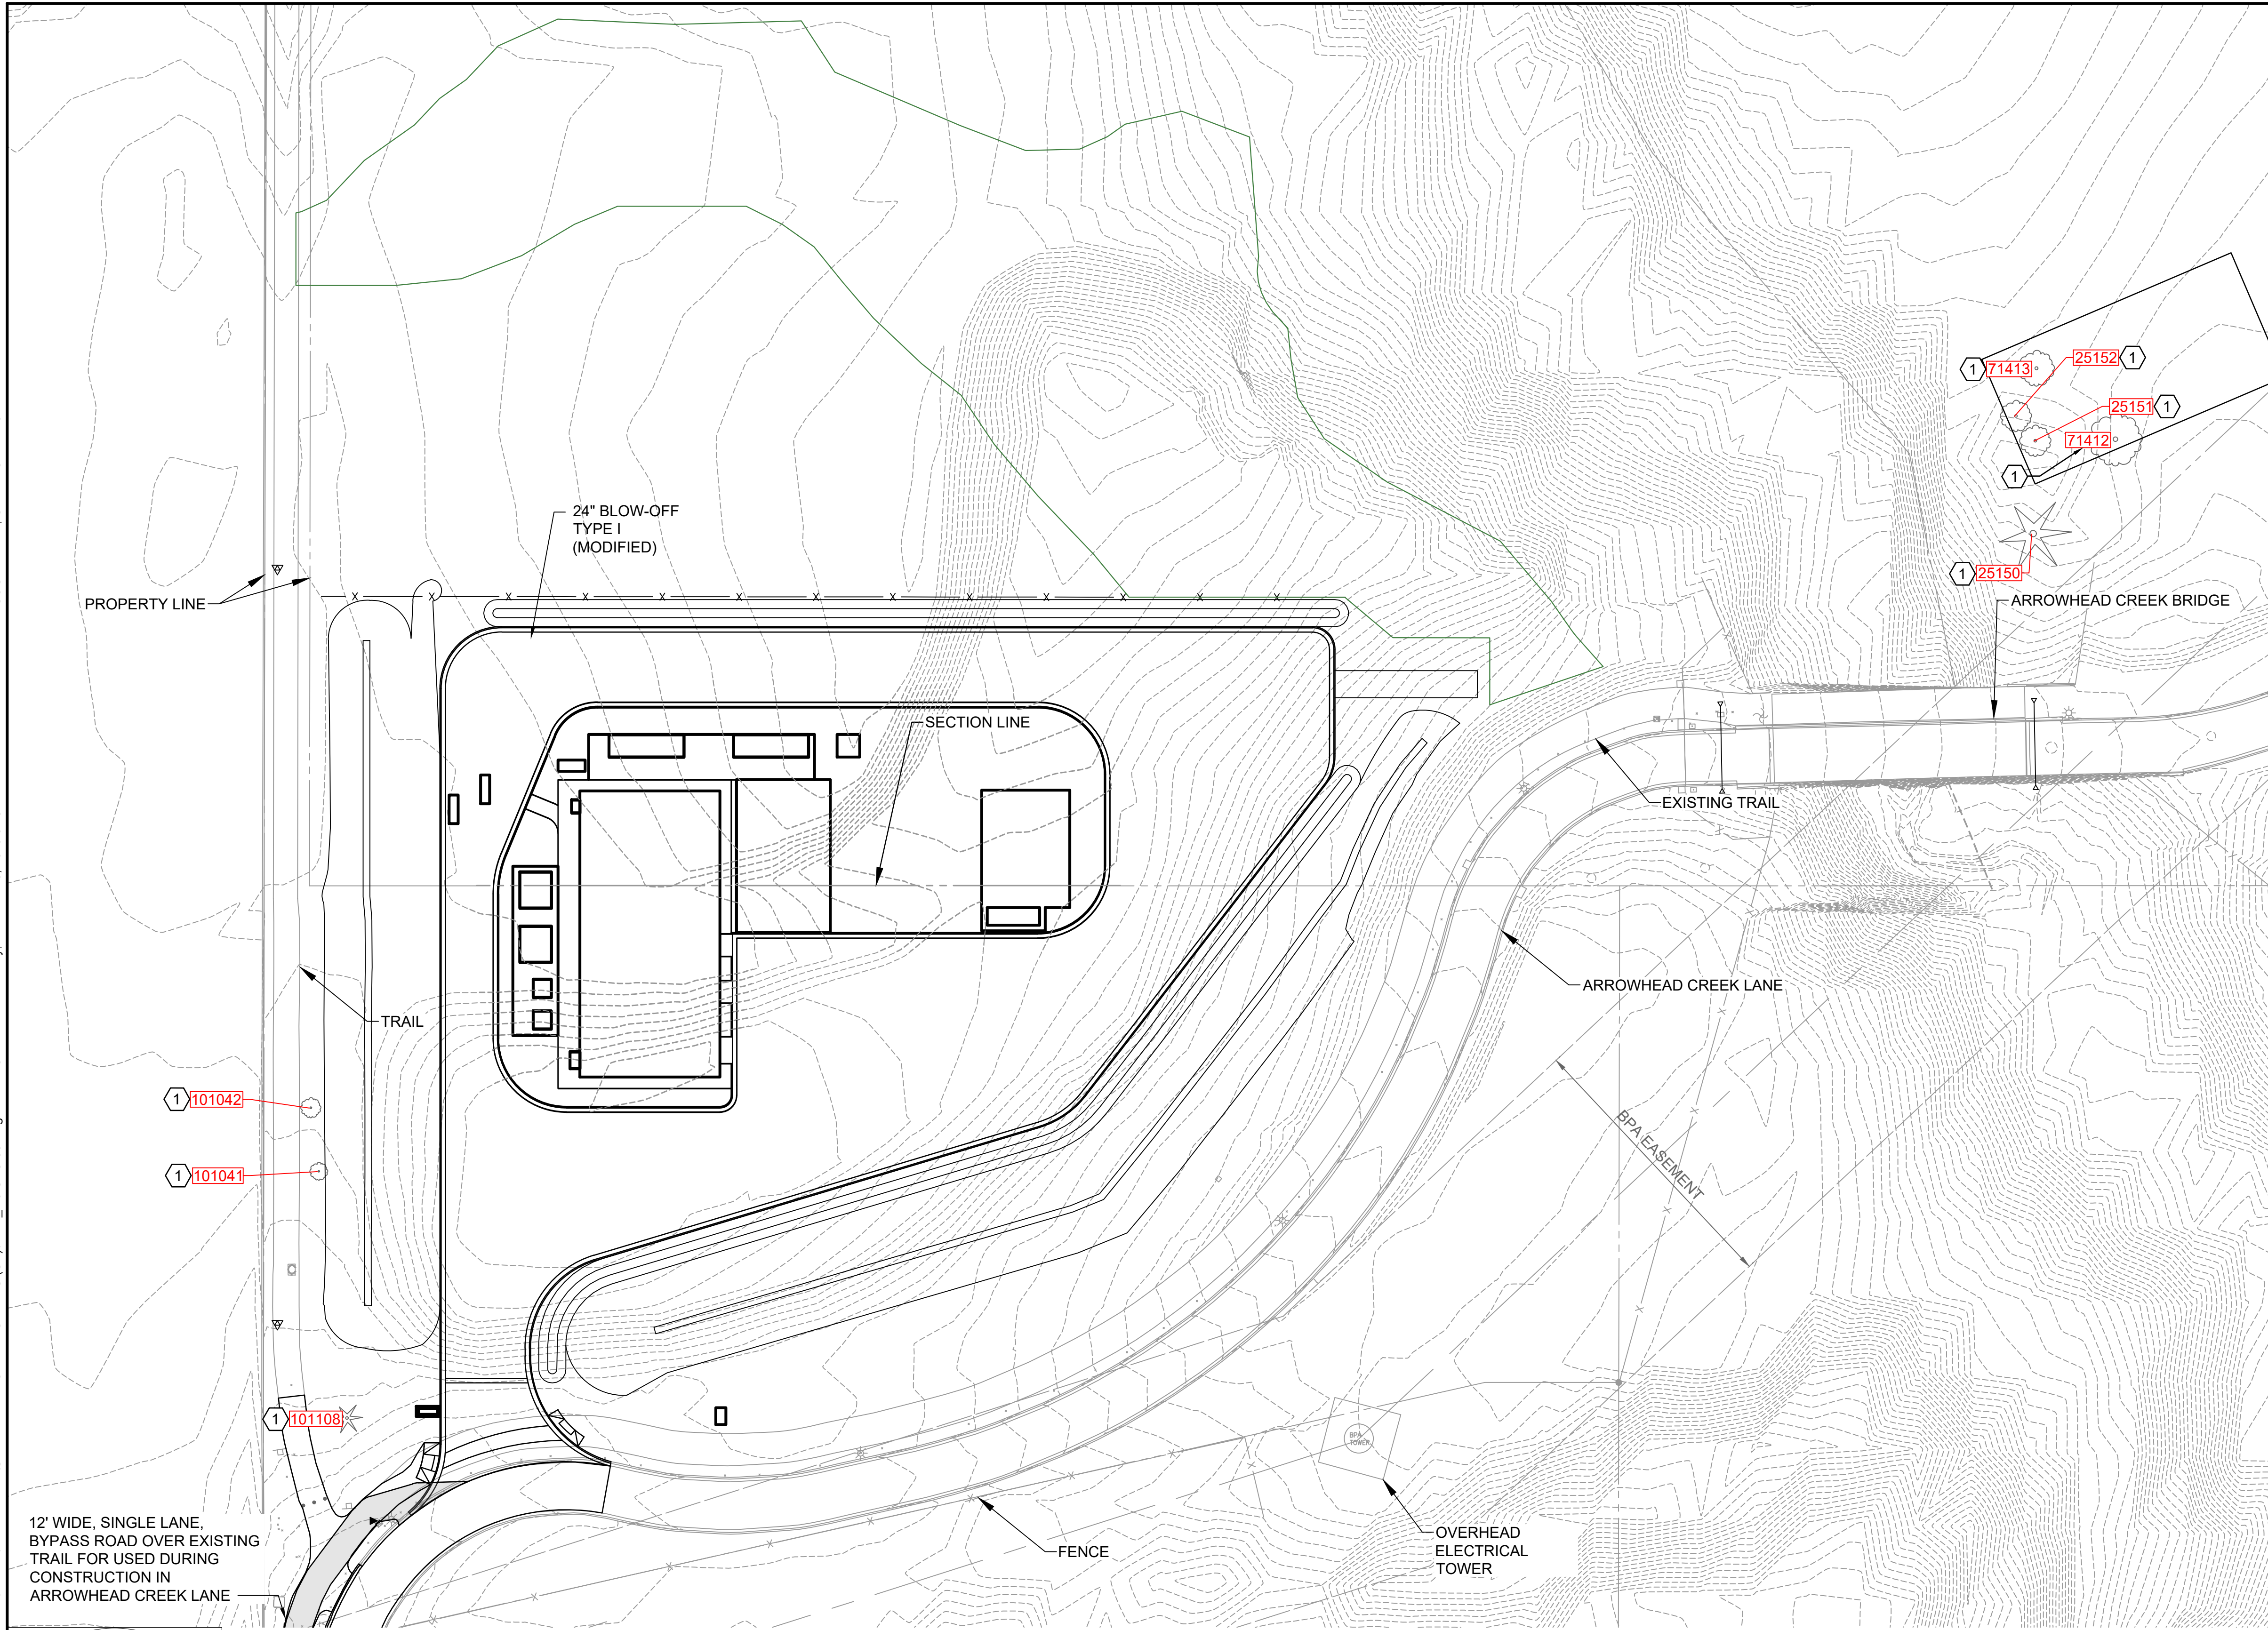 1 71413
25152 1
25151 1
71412
1
24" BLOW-OFF
TYPE I
(MODIFIED)
1 25150
PROPERTY LINE
ARROWHEAD CREEK BRIDGE
SECTION LINE
EXISTING TRAIL
ARROWHEAD CREEK LANE
TRAIL
1 101042
BPA EASEMENT
1 101041
1 101108
BPA
TOWER
12' WIDE, SINGLE LANE,
BYPASS ROAD OVER EXISTING
TRAIL FOR USED DURING
CONSTRUCTION IN
ARROWHEAD CREEK LANE
FENCE
OVERHEAD
ELECTRICAL
TOWER